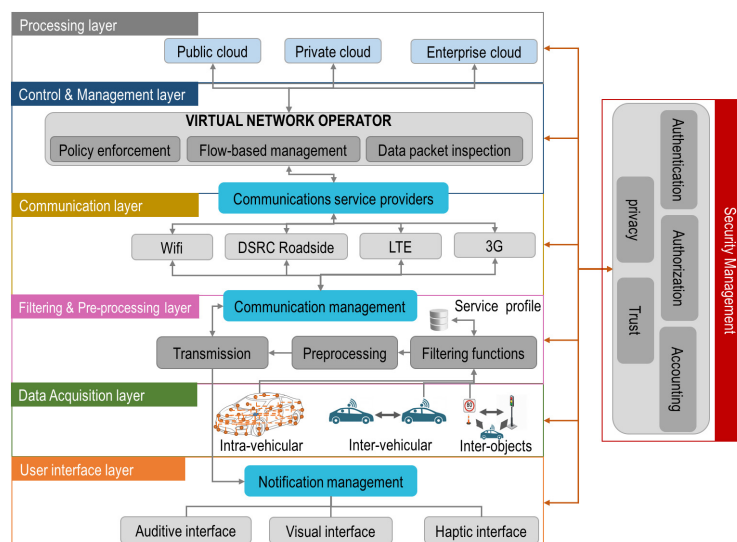 Processing layer
Public cloud
Private cloud
Enterprise cloud
Control & Management layer
VIRTUAL NETWORK OPERATOR
Policy enforcement
Flow-based management
Data packet inspection
Communications service providers
Communication layer
Wifi
DSRC Roadside
LTE
3G
Filtering & Pre-processing layer
Communication management
Service profile
Transmission
Preprocessing
Filtering functions
Data Acquisition layer
Intra-vehicular
Inter-vehicular
Inter-objects
User interface layer
Notification management
Auditive interface
Visual interface
Haptic interface
Authentication
privacy
Authorization
Trust
Accounting
Security Management